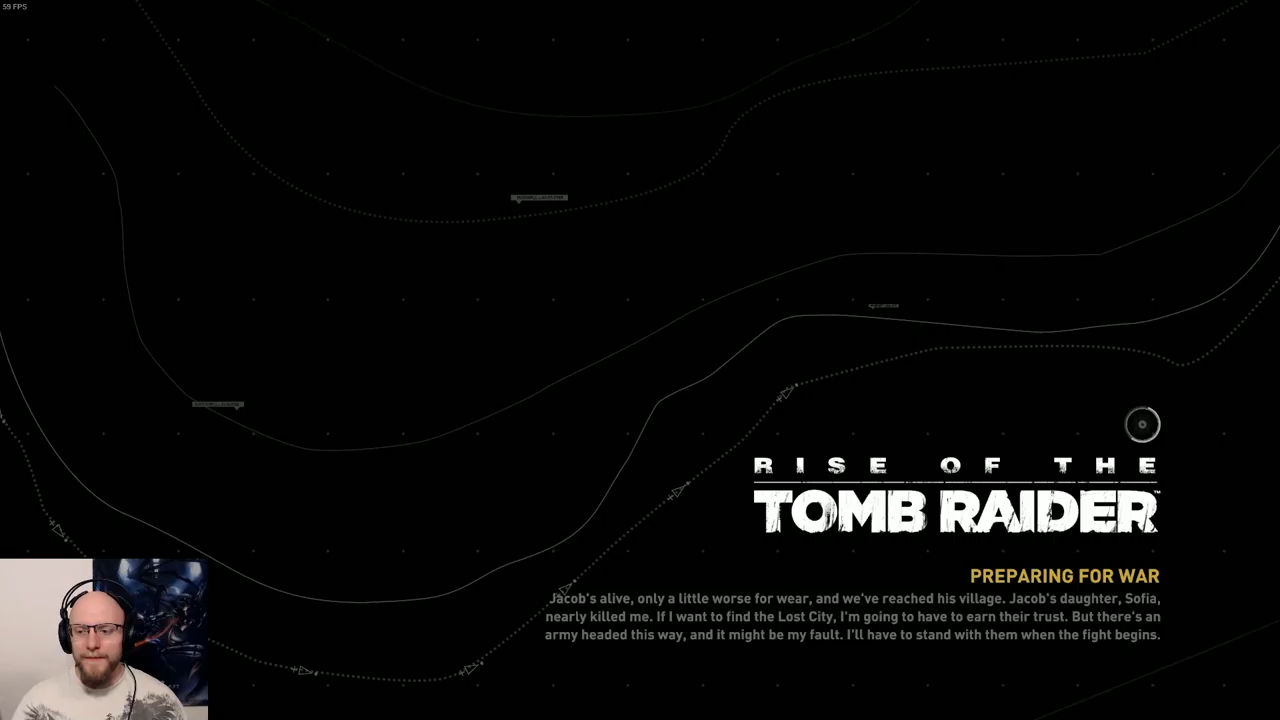 59 FPS
RISE OF THE
TOMB RAIDER™
PREPARING FOR WAR
Jacob's alive, only a little worse for wear, and we've reached his village. Jacob's daughter, Sofia,
nearly killed me. If I want to find the Lost City, I'm going to have to earn their trust. But there's an
army headed this way, and it might be my fault. I'll have to stand with them when the fight begins.